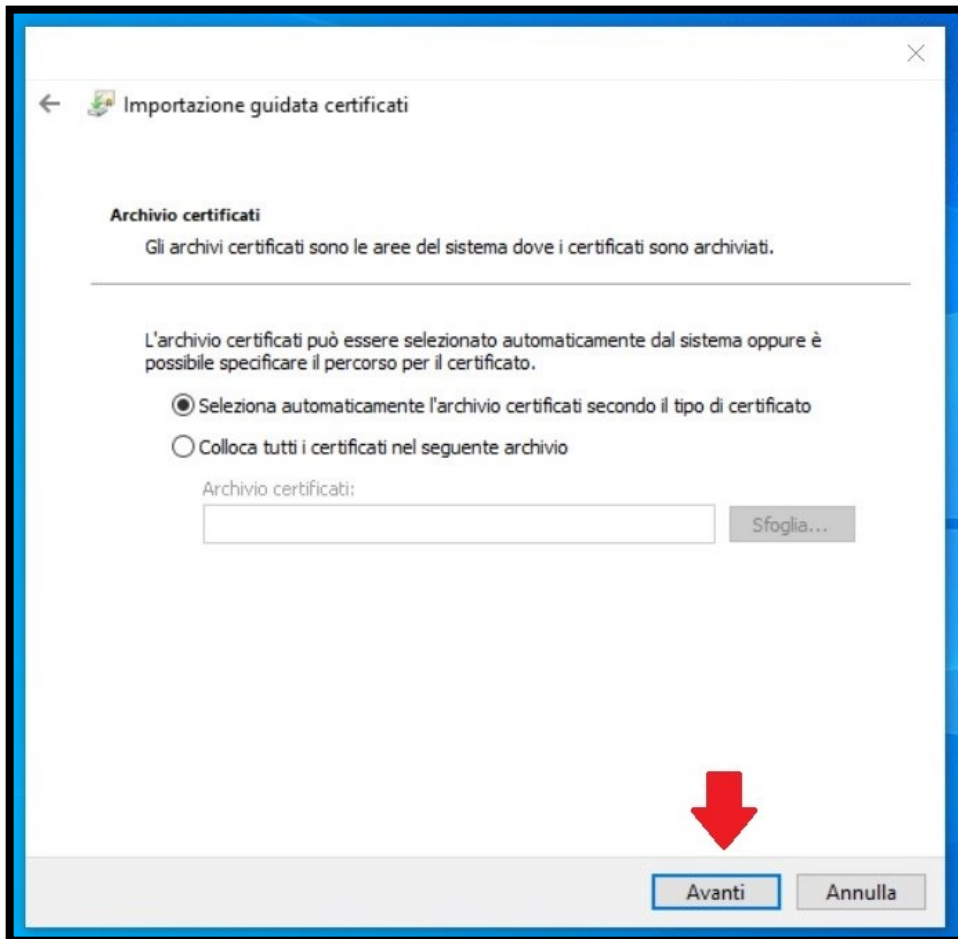 Importazione guidata certificati
Archivio certificati
Gli archivi certificati sono le aree del sistema dove i certificati sono archiviati.
L'archivio certificati può essere selezionato automaticamente dal sistema oppure è
possibile specificare il percorso per il certificato.
Seleziona automaticamente l'archivio certificati secondo il tipo di certificato
Colloca tutti i certificati nel seguente archivio
Archivio certificati:
Sfoglia...
Avanti
Annulla